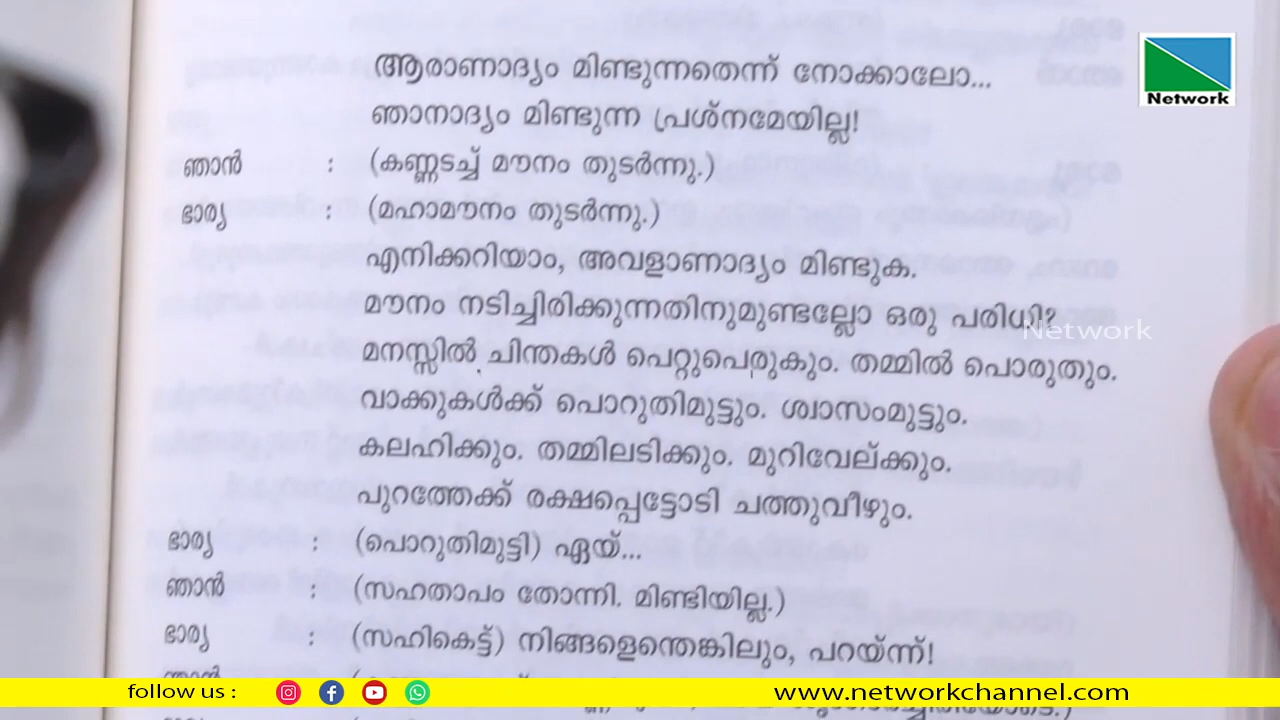 ആരാണാദ്യം മിണ്ടുന്നതെന്ന് നോക്കാലോ...
ഞാനാദ്യം മിണ്ടുന്ന പ്രശ്നമേയില്ല!
ഞാൻ : (കണ്ണടച്ച് മൗനം തുടർന്നു.)
ഭാര്യ : (മഹാമൗനം തുടർന്നു.)
എനിക്കറിയാം, അവളാണാദ്യം മിണ്ടുക.
മൗനം നടിച്ചിരിക്കുന്നതിനുമുണ്ടല്ലോ ഒരു പരിധി?
മനസ്സിൽ ചിന്തകൾ പെറ്റുപെരുകും. തമ്മിൽ പൊരുതും.
വാക്കുകൾക്ക് പൊറുതിമുട്ടും. ശ്വാസംമുട്ടും.
കലഹിക്കും. തമ്മിലടിക്കും. മുറിവേല്ക്കും.
പുറത്തേക്ക് രക്ഷപ്പെട്ടോടി ചത്തുവീഴും.
ഭാര്യ : (പൊറുതിമുട്ടി) ഏയ്...
ഞാൻ : (സഹതാപം തോന്നി. മിണ്ടിയില്ല.)
ഭാര്യ : (സഹികെട്ട്) നിങ്ങളെന്തെങ്കിലും, പറയ്ന്ന്!
ഞാൻ
Network
Network
follow us :
www.networkchannel.com